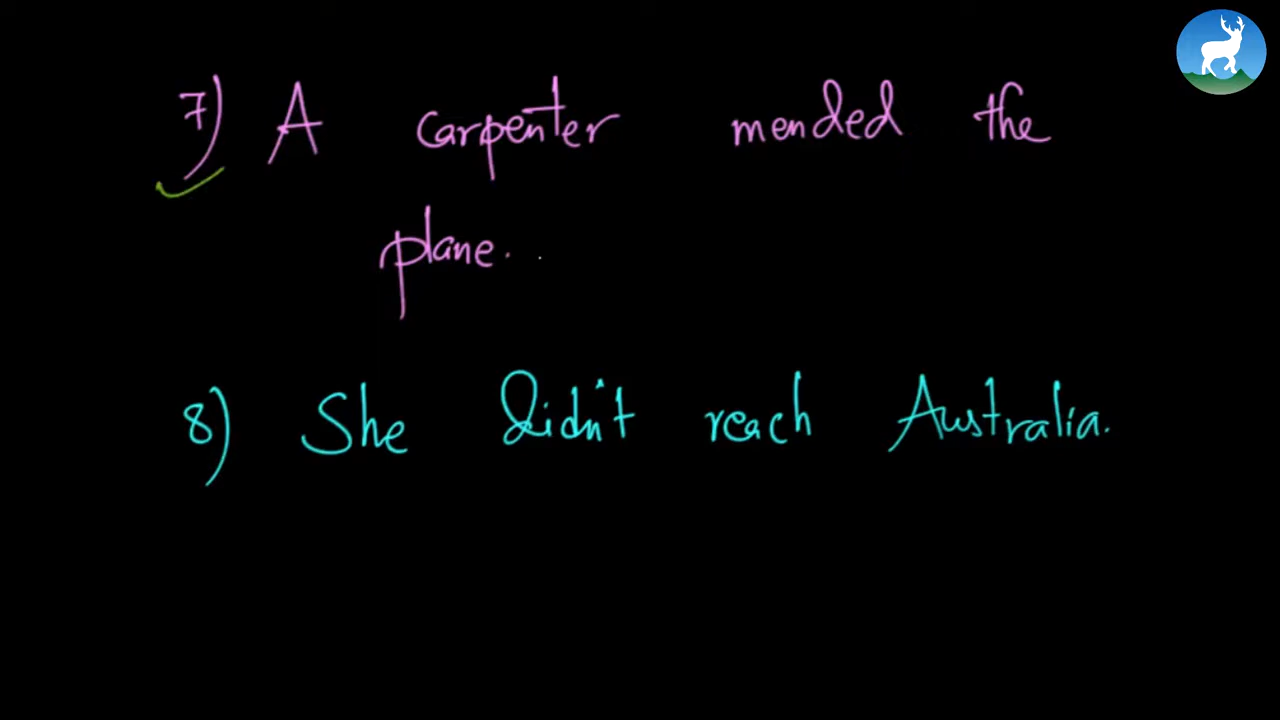 7) A carpenter mended the
plane.
8) She didn't reach Australia.